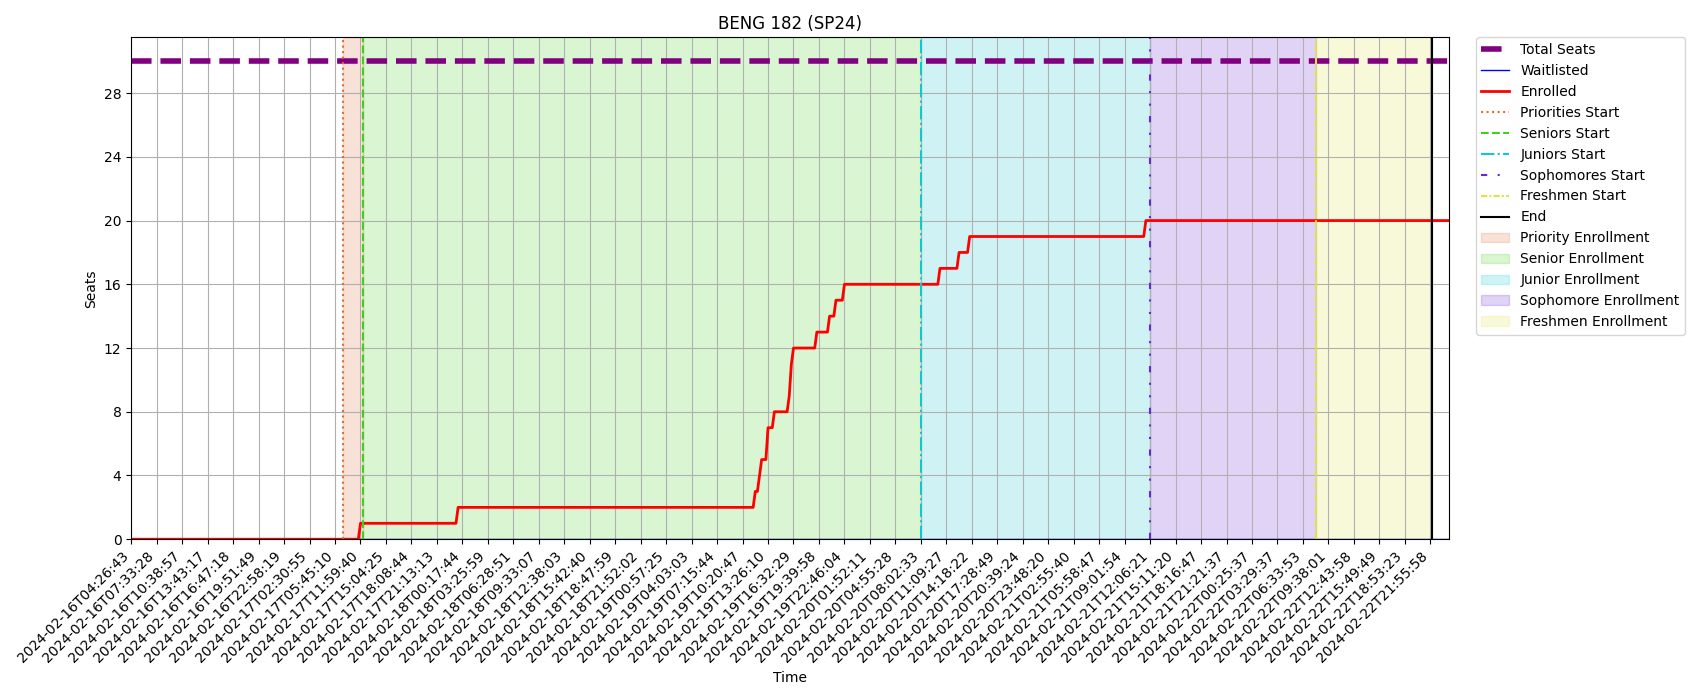 BENG 182 (SP24)
Total Seats
Waitlisted
Enrolled
Priorities Start
Seniors Start
Juniors Start
Sophomores Start
Freshmen Start
End
Priority Enrollment
Senior Enrollment
Junior Enrollment
Sophomore Enrollment
Freshmen Enrollment
Seats
28
24
20
16
12
8
4
0
2024-02-16T04:26:43
2024-02-16T07:33:28
2024-02-16T10:38:57
2024-02-16T13:43:17
2024-02-16T16:47:18
2024-02-16T19:51:49
2024-02-16T22:58:19
2024-02-17T02:30:55
2024-02-17T05:45:10
2024-02-17T11:59:40
2024-02-17T15:04:25
2024-02-17T18:08:44
2024-02-17T21:13:13
2024-02-18T00:17:44
2024-02-18T03:25:59
2024-02-18T06:28:51
2024-02-18T09:33:07
2024-02-18T12:38:03
2024-02-18T15:42:40
2024-02-18T18:47:59
2024-02-18T21:52:02
2024-02-19T00:57:25
2024-02-19T04:03:03
2024-02-19T07:15:44
2024-02-19T10:20:47
2024-02-19T13:26:10
2024-02-19T16:32:29
2024-02-19T19:39:58
2024-02-19T22:46:04
2024-02-20T01:52:11
2024-02-20T04:55:28
2024-02-20T08:02:33
2024-02-20T11:09:27
2024-02-20T14:18:22
2024-02-20T17:28:49
2024-02-20T20:39:24
2024-02-20T23:48:20
2024-02-21T02:55:40
2024-02-21T05:58:47
2024-02-21T09:01:54
2024-02-21T12:06:21
2024-02-21T15:11:20
2024-02-21T18:16:47
2024-02-21T21:21:37
2024-02-22T00:25:37
2024-02-22T03:29:37
2024-02-22T06:33:53
2024-02-22T09:38:01
2024-02-22T12:43:58
2024-02-22T15:49:49
2024-02-22T18:53:23
2024-02-22T21:55:58
Time